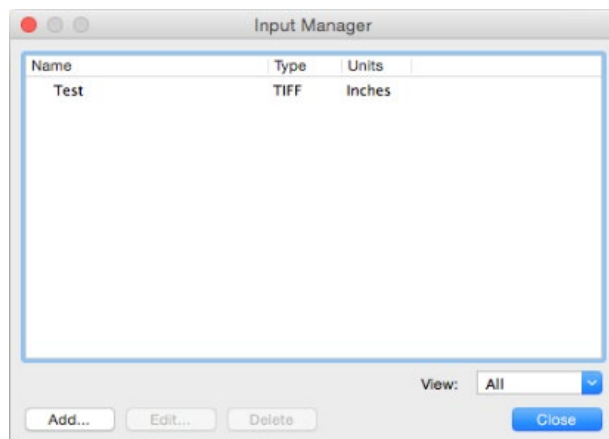 Input Manager
Name Type Units
Test TIFF Inches
View: All
Add... Edit... Delete Close